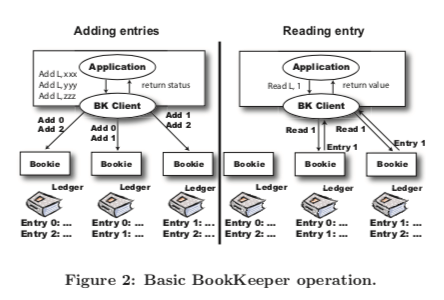 Adding entries
Application
Add L,xxx
Add L,yyy
Add L,zzz
return status
BK Client
Add 0
Add 2
Add 0
Add 1
Add 1
Add 2
Bookie
Bookie
Bookie
Ledger
Ledger
Ledger
Entry 0: ...
Entry 2: ...
Entry 0: ...
Entry 1: ...
Entry 1: ...
Entry 2: ...
Reading entry
Application
Read L, 1
return value
BK Client
Read 1
Read 1
Entry 1
Entry 1
Bookie
Bookie
Bookie
Ledger
Ledger
Ledger
Entry 0: ...
Entry 2: ...
Entry 0: ...
Entry 1: ...
Entry 1: ...
Entry 2: ...
Figure 2: Basic BookKeeper operation.